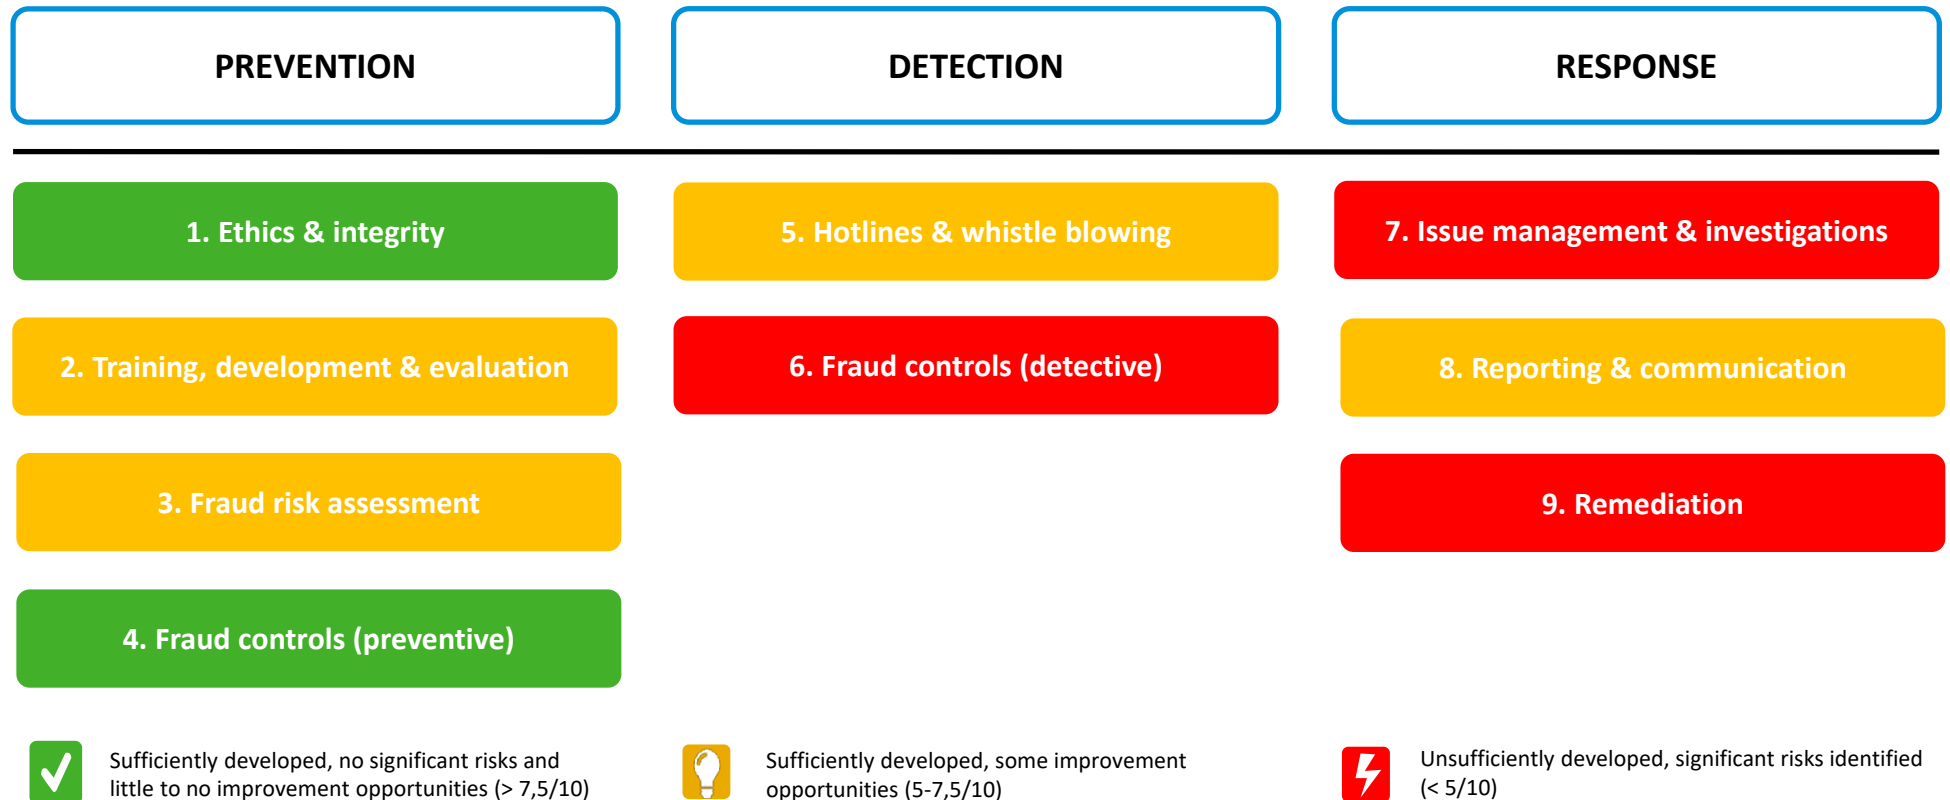 PREVENTION
DETECTION
RESPONSE
1. Ethics & integrity
5. Hotlines & whistle blowing
7. Issue management & investigations
2. Training, development & evaluation
6. Fraud controls (detective)
8. Reporting & communication
3. Fraud risk assessment
9. Remediation
4. Fraud controls (preventive)
Sufficiently developed, no significant risks and
little to no improvement opportunities (> 7,5/10)
Sufficiently developed, some improvement
opportunities (5-7,5/10)
Unsufficiently developed, significant risks identified
(< 5/10)